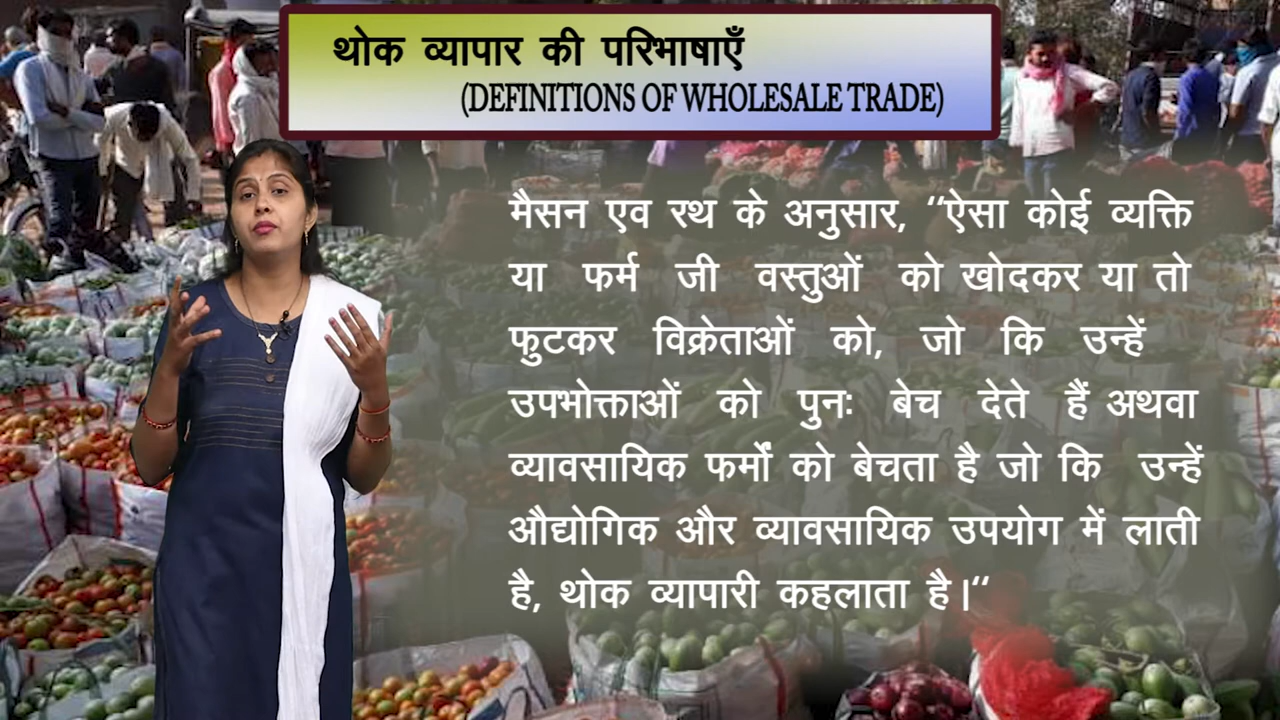 थोक व्यापार की परिभाषाएँ
(DEFINITIONS OF WHOLESALE TRADE)
मैसन एव रथ के अनुसार, “ऐसा कोई व्यक्ति
या फर्म जी वस्तुओं को खोदकर या तो
फुटकर विक्रेताओं को, जो कि उन्हें
उपभोक्ताओं को पुनः बेच देते हैं अथवा
व्यावसायिक फर्मों को बेचता है जो कि उन्हें
औद्योगिक और व्यावसायिक उपयोग में लाती
है, थोक व्यापारी कहलाता है।“